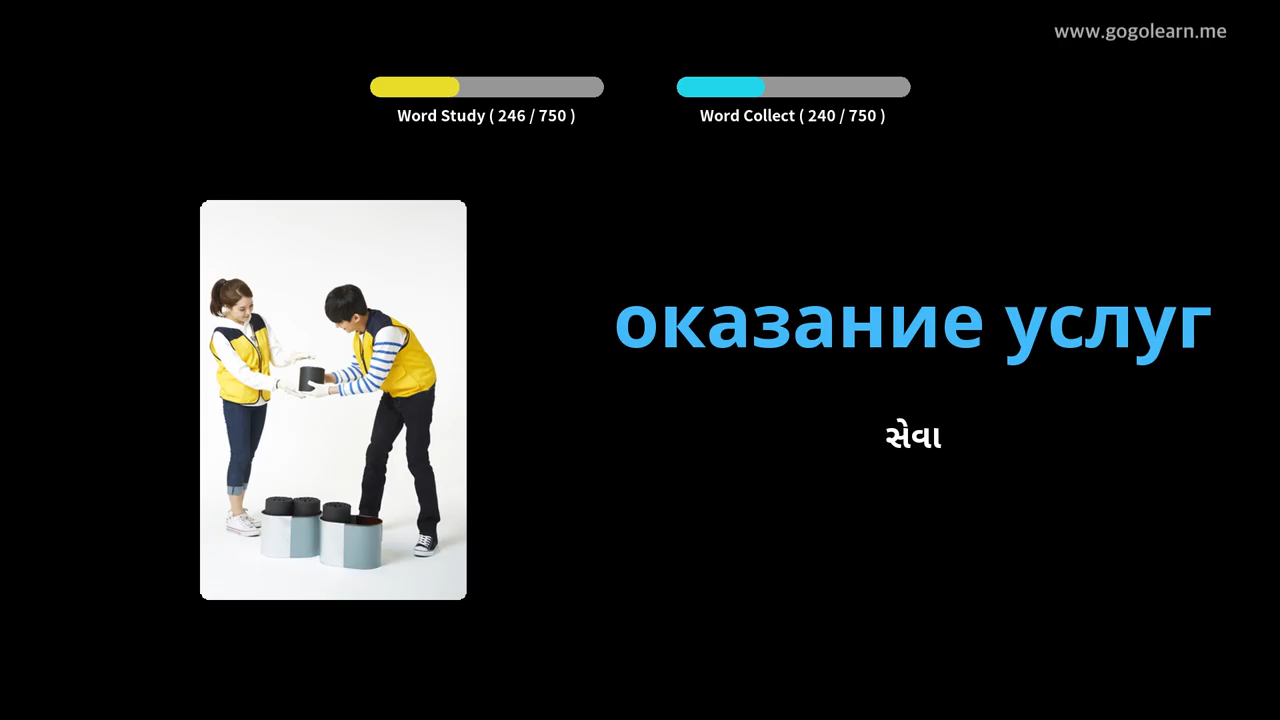 www.gogolearn.me
Word Study ( 246 / 750 )
Word Collect ( 240 / 750 )
оказание услуг
સેવા